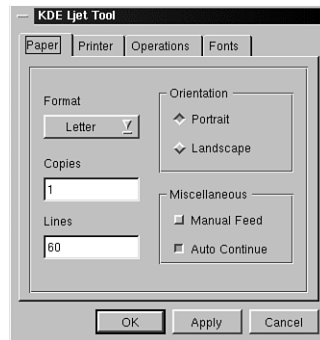 KDE Ljet Tool
Paper Printer Operations Fonts
Format
Letter
Copies
1
Lines
60
Orientation
Portrait
Landscape
Miscellaneous
Manual Feed
Auto Continue
OK Apply Cancel